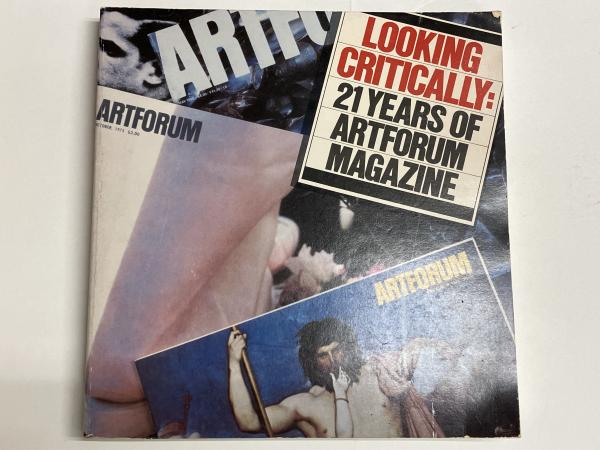 ARTFO
LOOKING
CRITICALLY:
21 YEARS OF
ARTFORUM
MAGAZINE
ARTFORUM
ARTFORUM